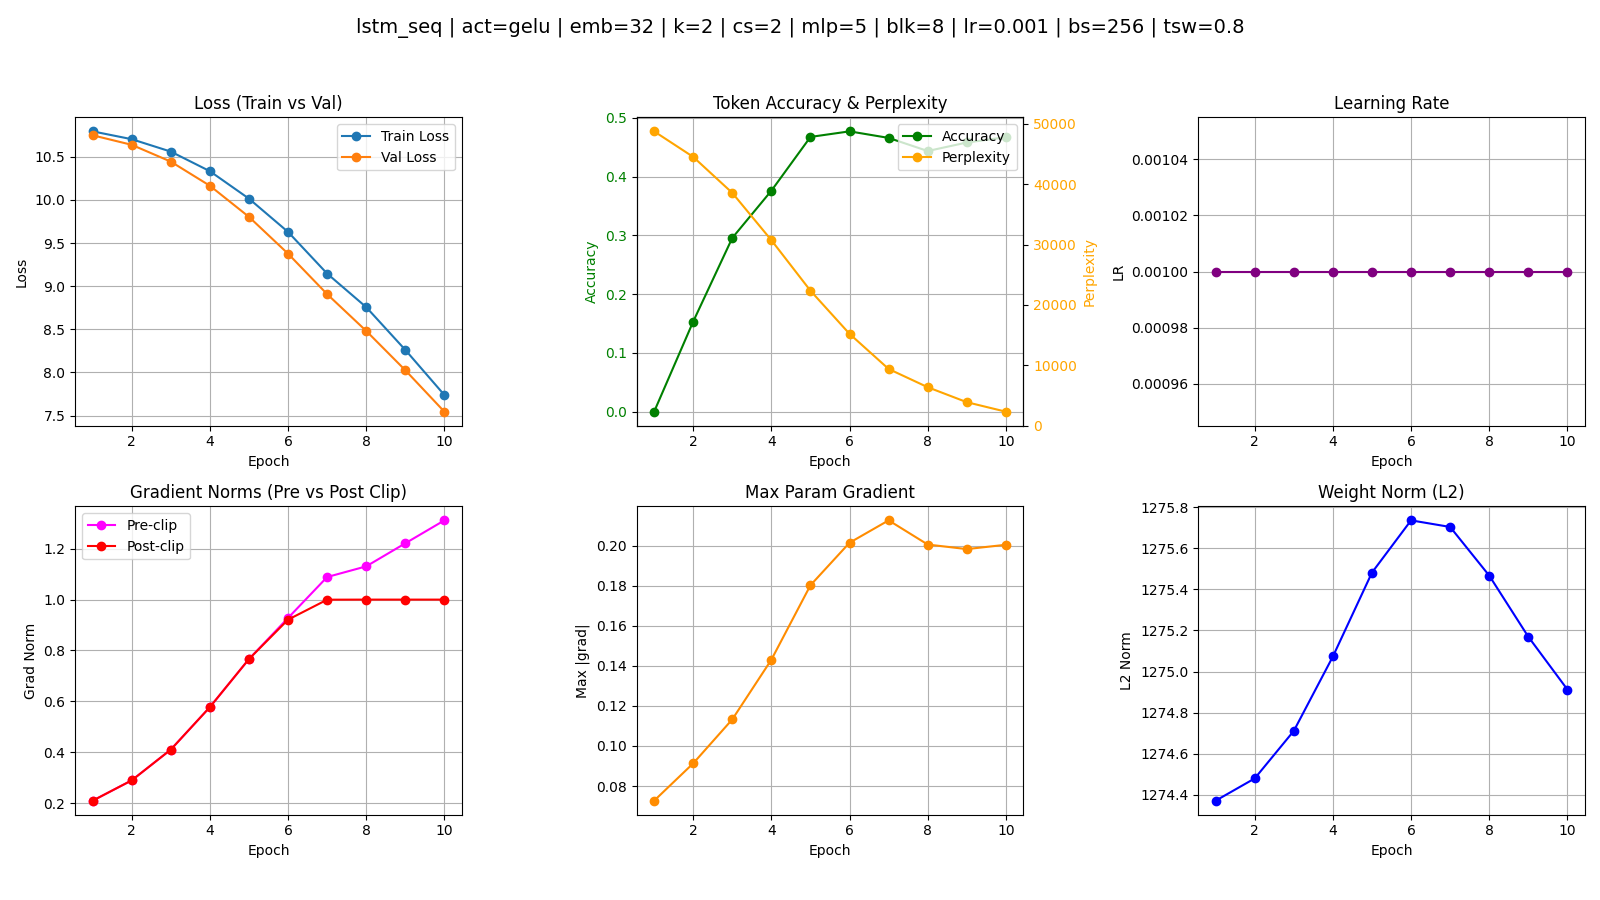 lstm_seq | act=gelu | emb=32 | k=2 | cs=2 | mlp=5 | blk=8 | lr=0.001 | bs=256 | tsw=0.8
Loss (Train vs Val)
Train Loss
Val Loss
10.5
10.0
9.5
9.0
8.5
8.0
7.5
Loss
2 4 6 8 10
Epoch
Token Accuracy & Perplexity
Accuracy
Perplexity
0.5
0.4
0.3
0.2
0.1
0.0
Accuracy
50000
40000
30000
20000
10000
0
Perplexity
2 4 6 8 10
Epoch
Learning Rate
0.00104
0.00102
0.00100
0.00098
0.00096
LR
2 4 6 8 10
Epoch
Gradient Norms (Pre vs Post Clip)
Pre-clip
Post-clip
1.2
1.0
0.8
0.6
0.4
0.2
Grad Norm
2 4 6 8 10
Epoch
Max Param Gradient
0.20
0.18
0.16
0.14
0.12
0.10
0.08
Max |grad|
2 4 6 8 10
Epoch
Weight Norm (L2)
1275.8
1275.6
1275.4
1275.2
1275.0
1274.8
1274.6
1274.4
L2 Norm
2 4 6 8 10
Epoch